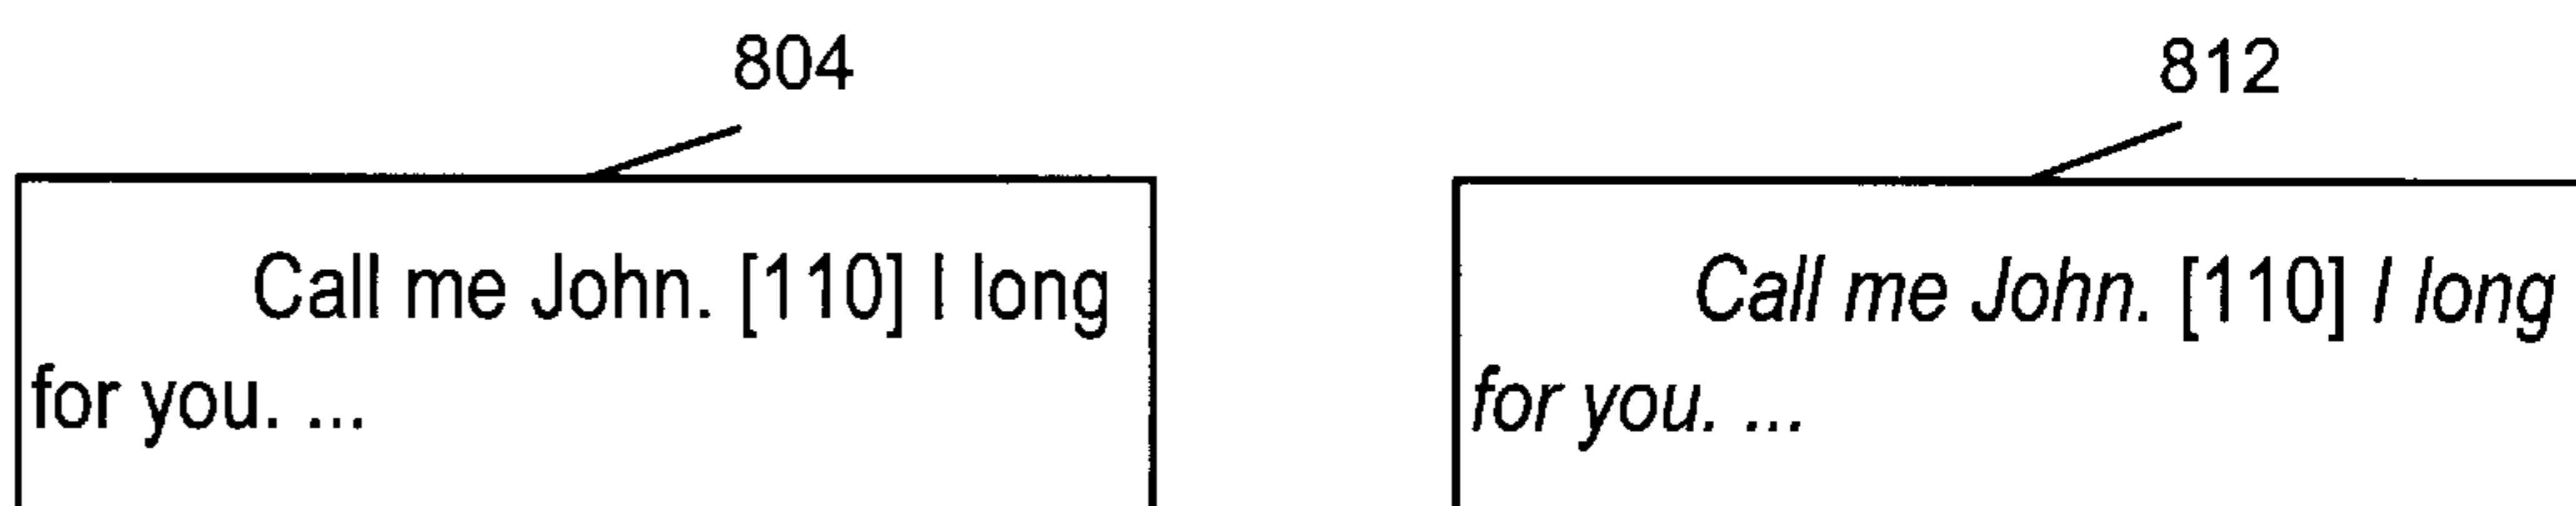 804
Call me John. [110] I long
for you. ...
812
Call me John. [110] I long
for you. ...